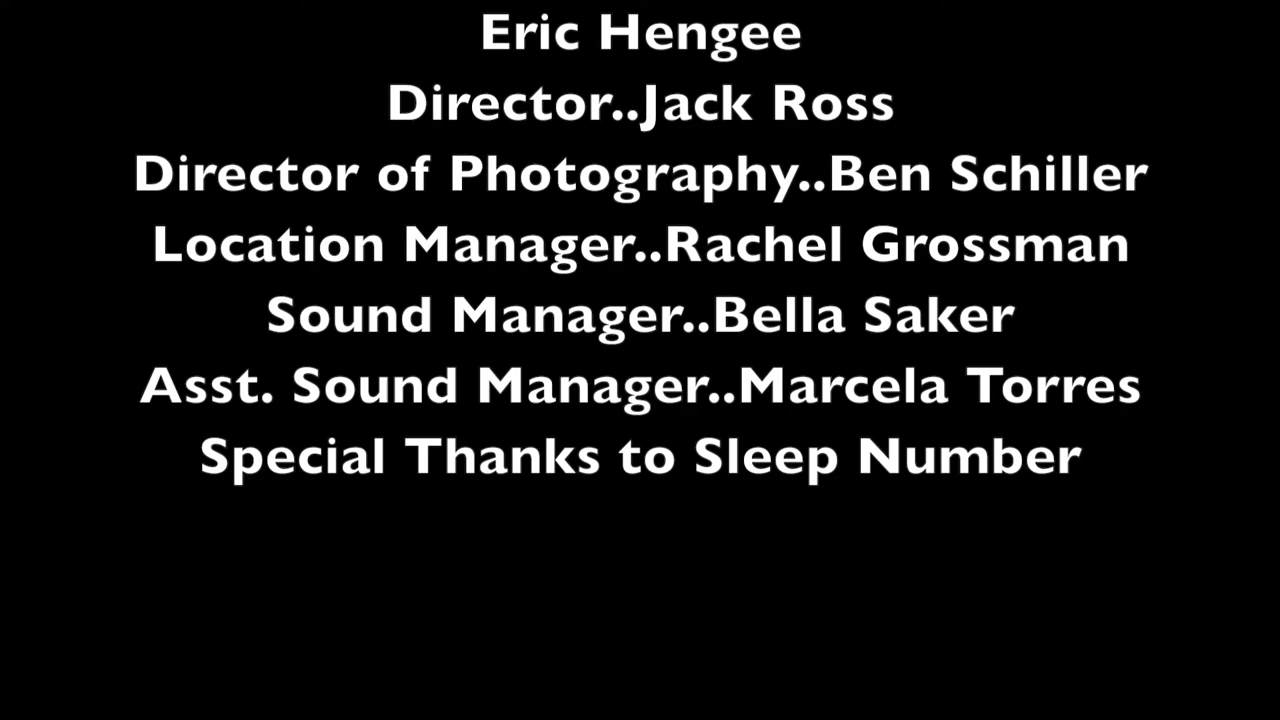 Eric Hengee
Director..Jack Ross
Director of Photography..Ben Schiller
Location Manager..Rachel Grossman
Sound Manager..Bella Saker
Asst. Sound Manager..Marcela Torres
Special Thanks to Sleep Number